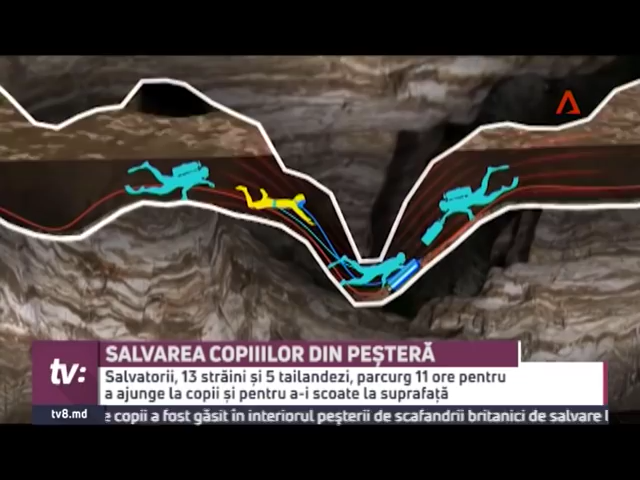 tv:
SALVAREA COPIIILOR DIN PEȘTERĂ
Salvatorii, 13 străini și 5 tailandezi, parcurg 11 ore pentru
a ajunge la copii și pentru a-i scoate la suprafață
tv8.md
e copii a fost găsit în interiorul peșterii de scafandrii britanici de salvare